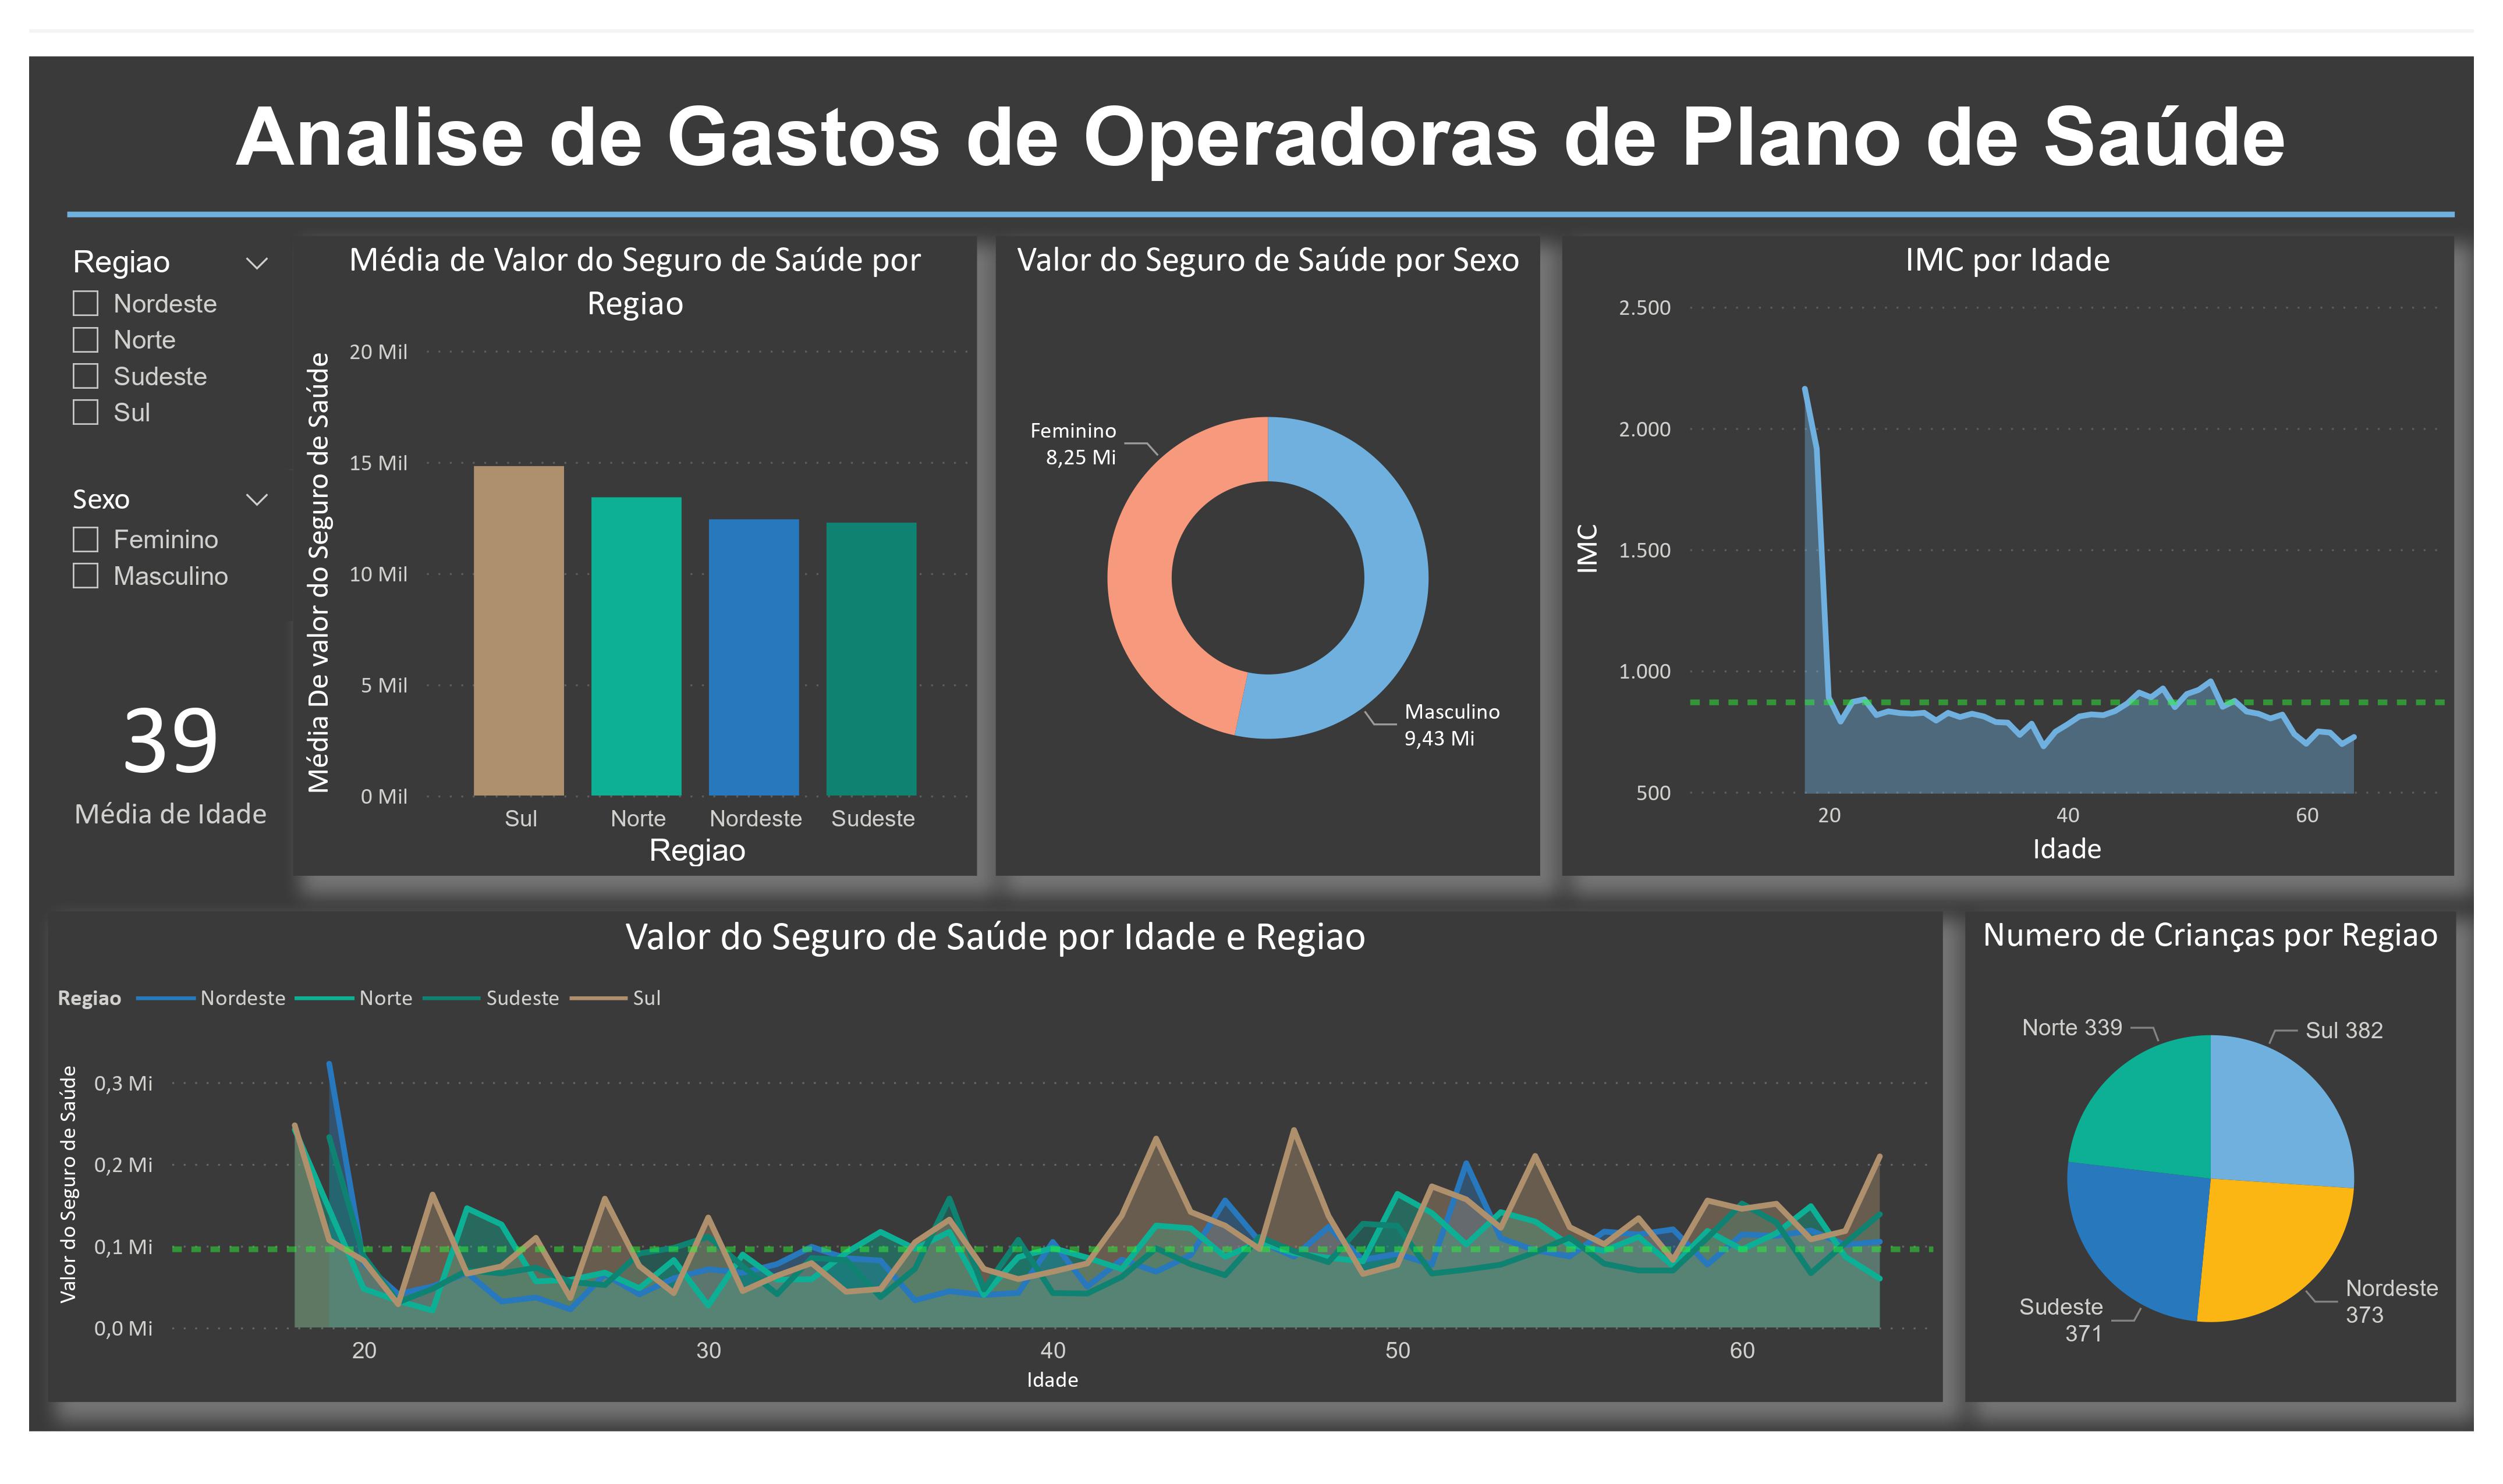 Analise de Gastos de Operadoras de Plano de Saúde
Regiao
Nordeste
Norte
Sudeste
Sul
Sexo
Feminino
Masculino
39
Média de Idade
Média de Valor do Seguro de Saúde por
Regiao
Média De valor do Seguro de Saúde
20 Mil
15 Mil
10 Mil
5 Mil
0 Mil
Sul
Norte
Nordeste
Sudeste
Regiao
Valor do Seguro de Saúde por Sexo
Feminino
8,25 Mi
Masculino
9,43 Mi
IMC por Idade
IMC
2.500
2.000
1.500
1.000
500
20
40
60
Idade
Valor do Seguro de Saúde por Idade e Regiao
Regiao
Nordeste
Norte
Sudeste
Sul
Valor do Seguro de Saúde
0,3 Mi
0,2 Mi
0,1 Mi
0,0 Mi
20
30
40
50
60
Idade
Numero de Crianças por Regiao
Norte 339
Sul 382
Sudeste
371
Nordeste
373